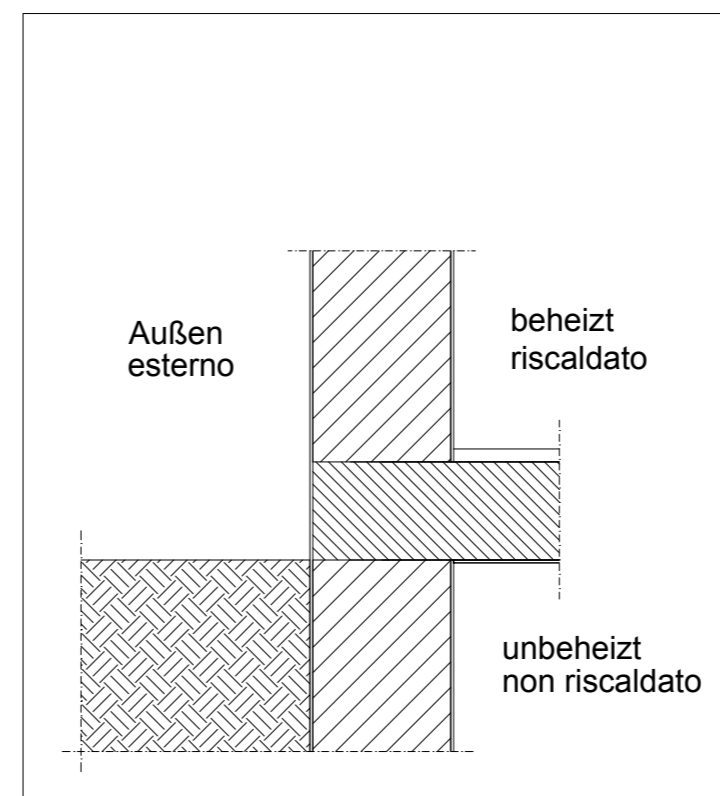 Außen
esterno
beheizt
riscaldato
unbeheizt
non riscaldato